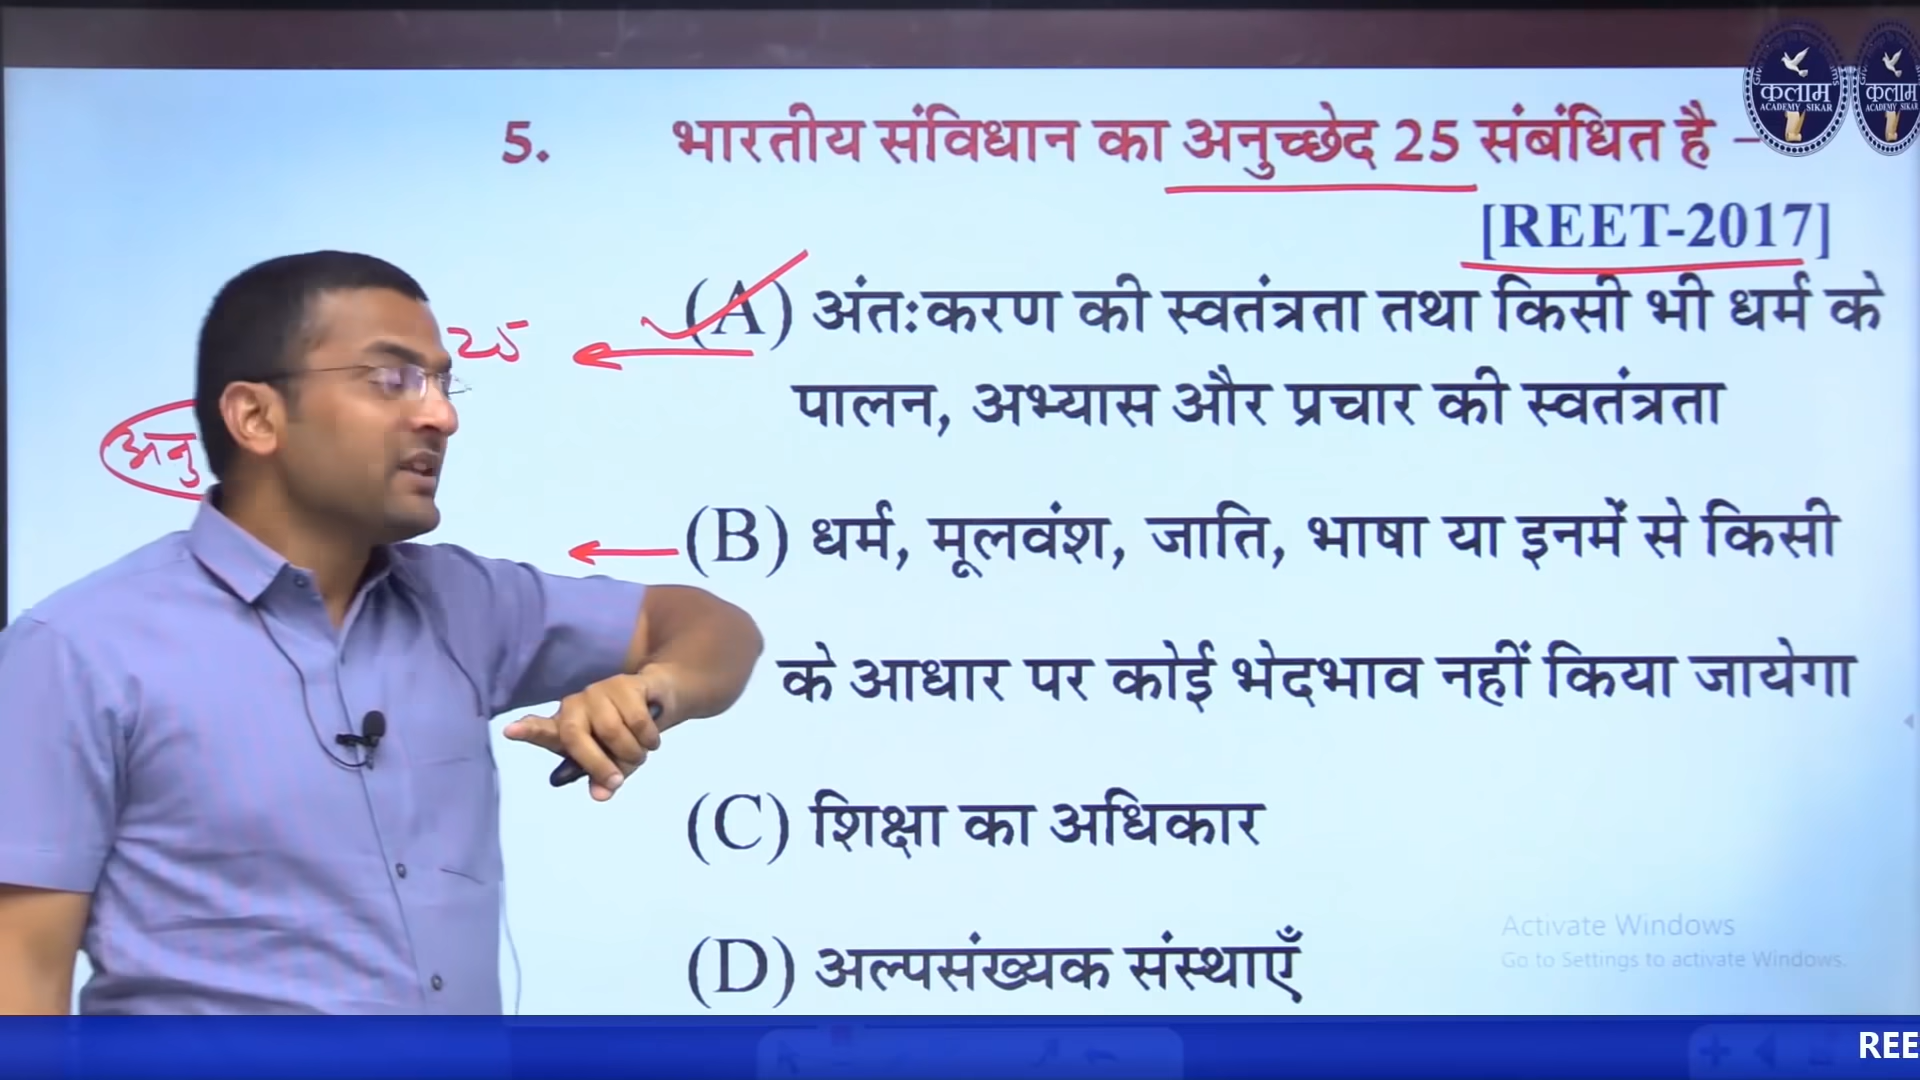 5. भारतीय संविधान का अनुच्छेद 25 संबंधित है –
[REET-2017]
(A) अंतःकरण की स्वतंत्रता तथा किसी भी धर्म के
पालन, अभ्यास और प्रचार की स्वतंत्रता
(B) धर्म, मूलवंश, जाति, भाषा या इनमें से किसी
के आधार पर कोई भेदभाव नहीं किया जायेगा
(C) शिक्षा का अधिकार
(D) अल्पसंख्यक संस्थाएँ
25
अनु
कलाम
ACADEMY SIKAR
कलाम
ACADEMY SIKAR
Activate Windows
Go to Settings to activate Windows.
REE